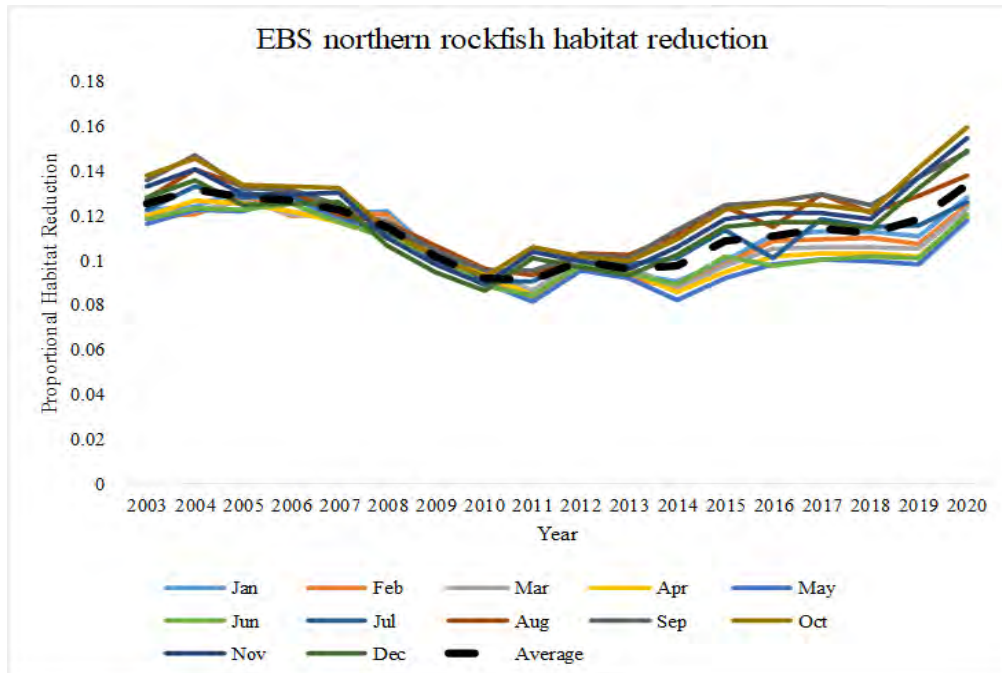 EBS northern rockfish habitat reduction
Proportional Habitat Reduction
0.18
0.16
0.14
0.12
0.1
0.08
0.06
0.04
0.02
0
2003 2004 2005 2006 2007 2008 2009 2010 2011 2012 2013 2014 2015 2016 2017 2018 2019 2020
Year
Jan Feb Mar Apr May
Jun Jul Aug Sep Oct
Nov Dec Average